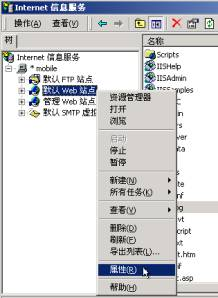 Internet 信息服务
操作(A) 查看(V)
树
名称
Internet 信息服务
* mobile
默认 FTP 站点
默认 Web 站点
管理 Web 站点
默认 SMTP 虚拟
Scripts
IISHelp
IISAdmin
资源管理器
打开
浏览
启动
停止
暂停
新建(N)
所有任务(K)
查看(V)
删除(D)
刷新(F)
导出列表(L)...
属性(R)
帮助(H)